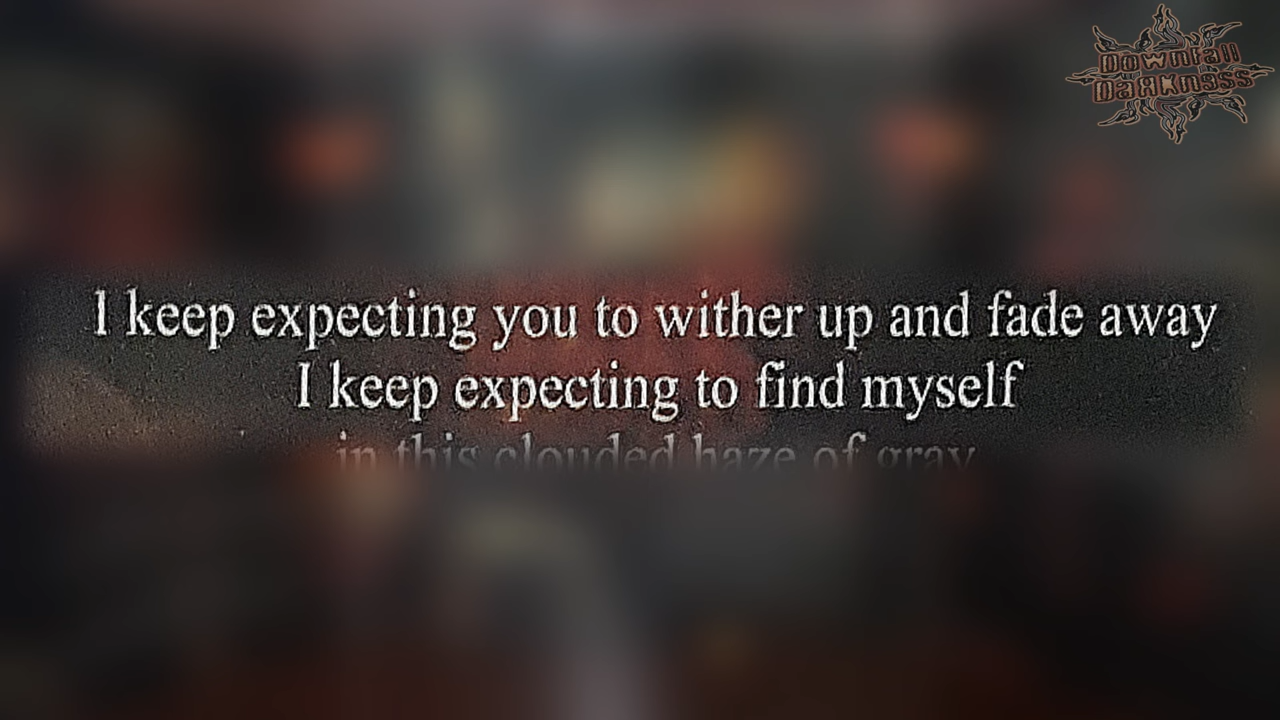 Downfall
Darkness
I keep expecting you to wither up and fade away
I keep expecting to find myself
in this clouded haze of gray